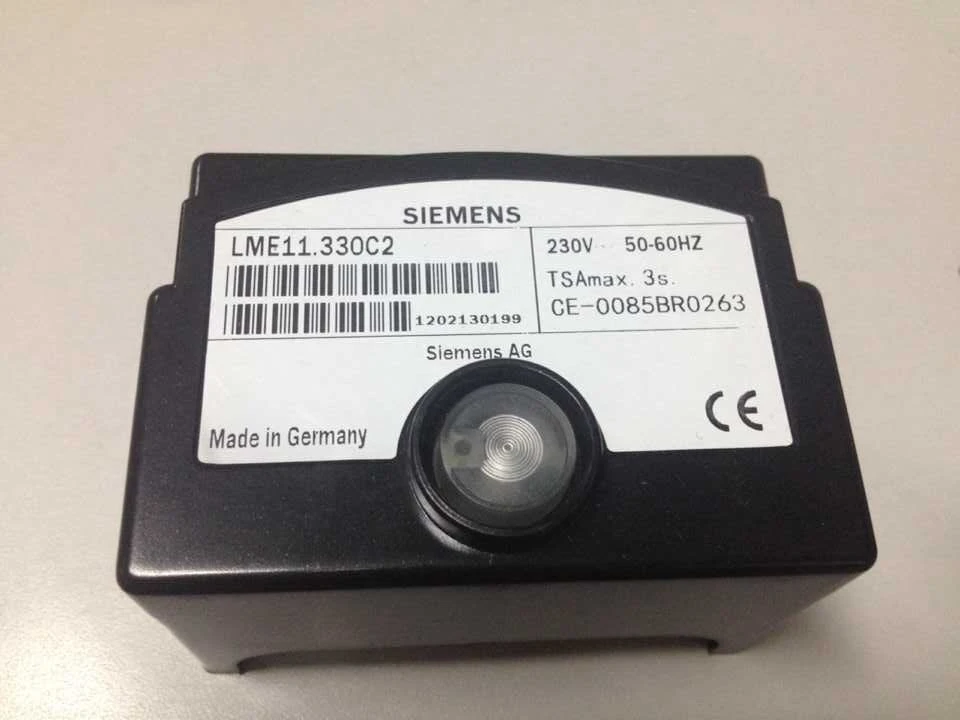 SIEMENS
LME11.330C2
1202130199
230V~ 50-60HZ
TSAmax. 3s.
CE-0085BR0263
Siemens AG
Made in Germany
CE